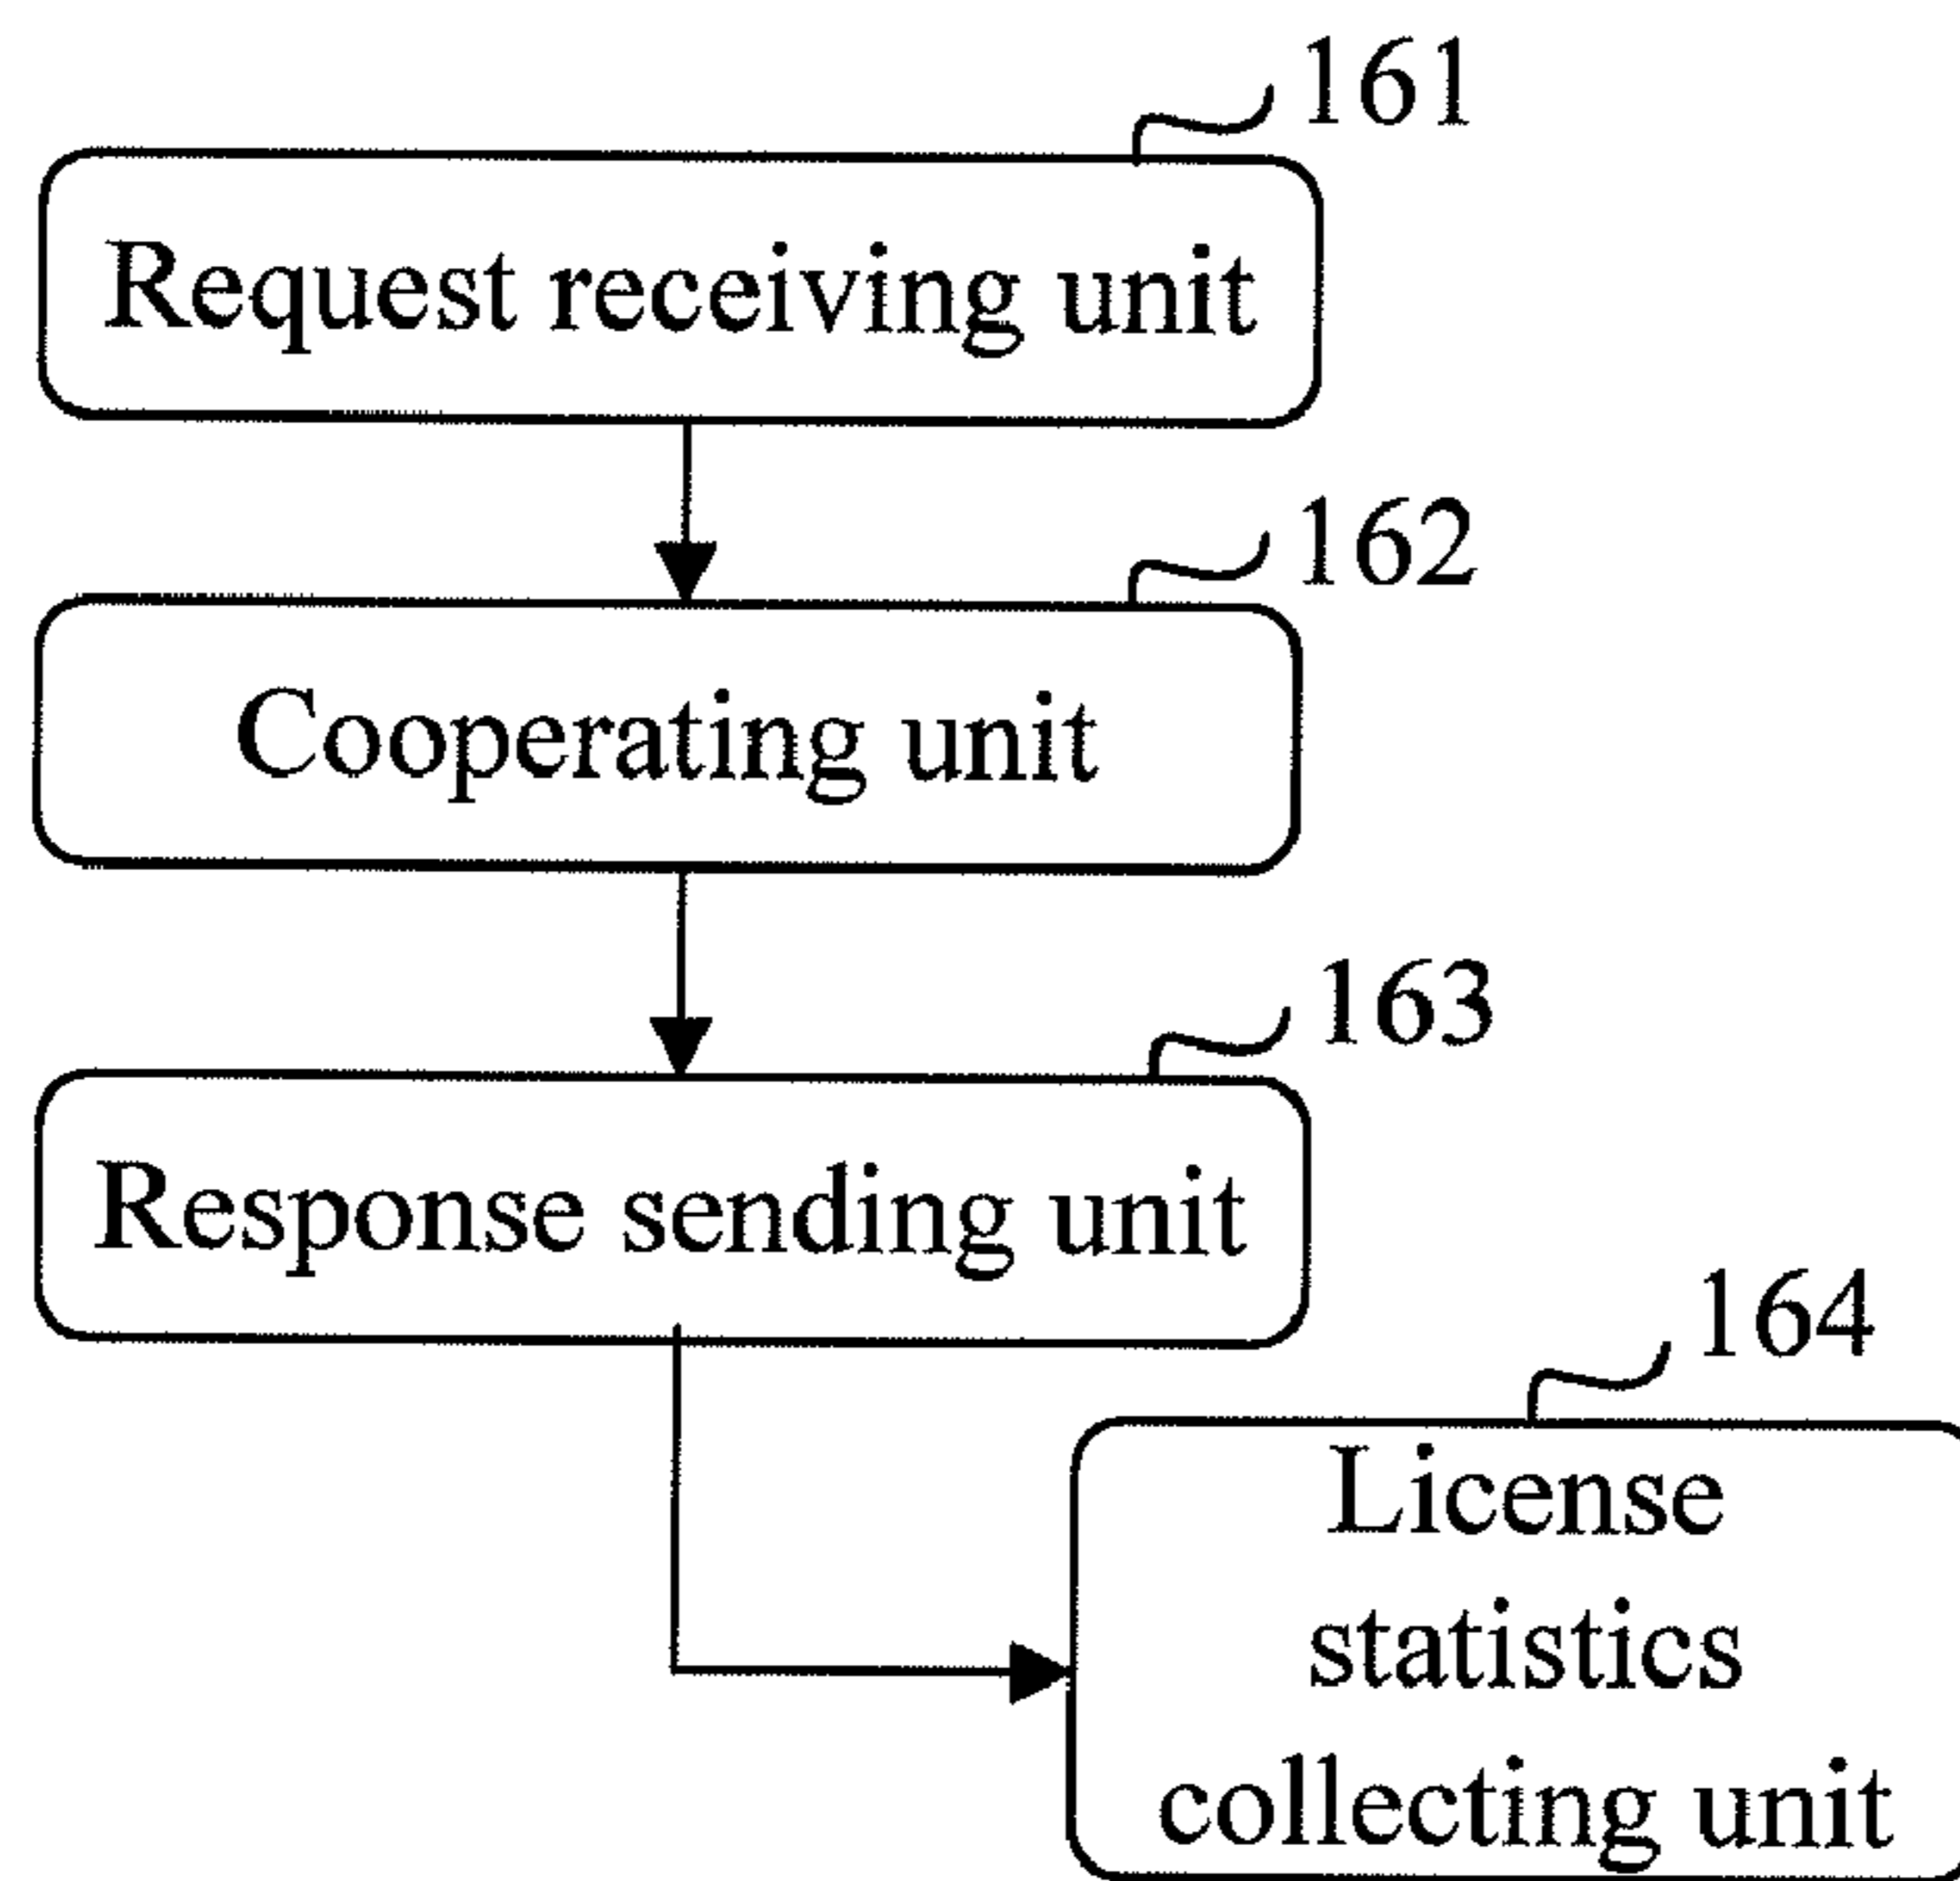 161
Request receiving unit
162
Cooperating unit
163
Response sending unit
164
License
statistics
collecting unit